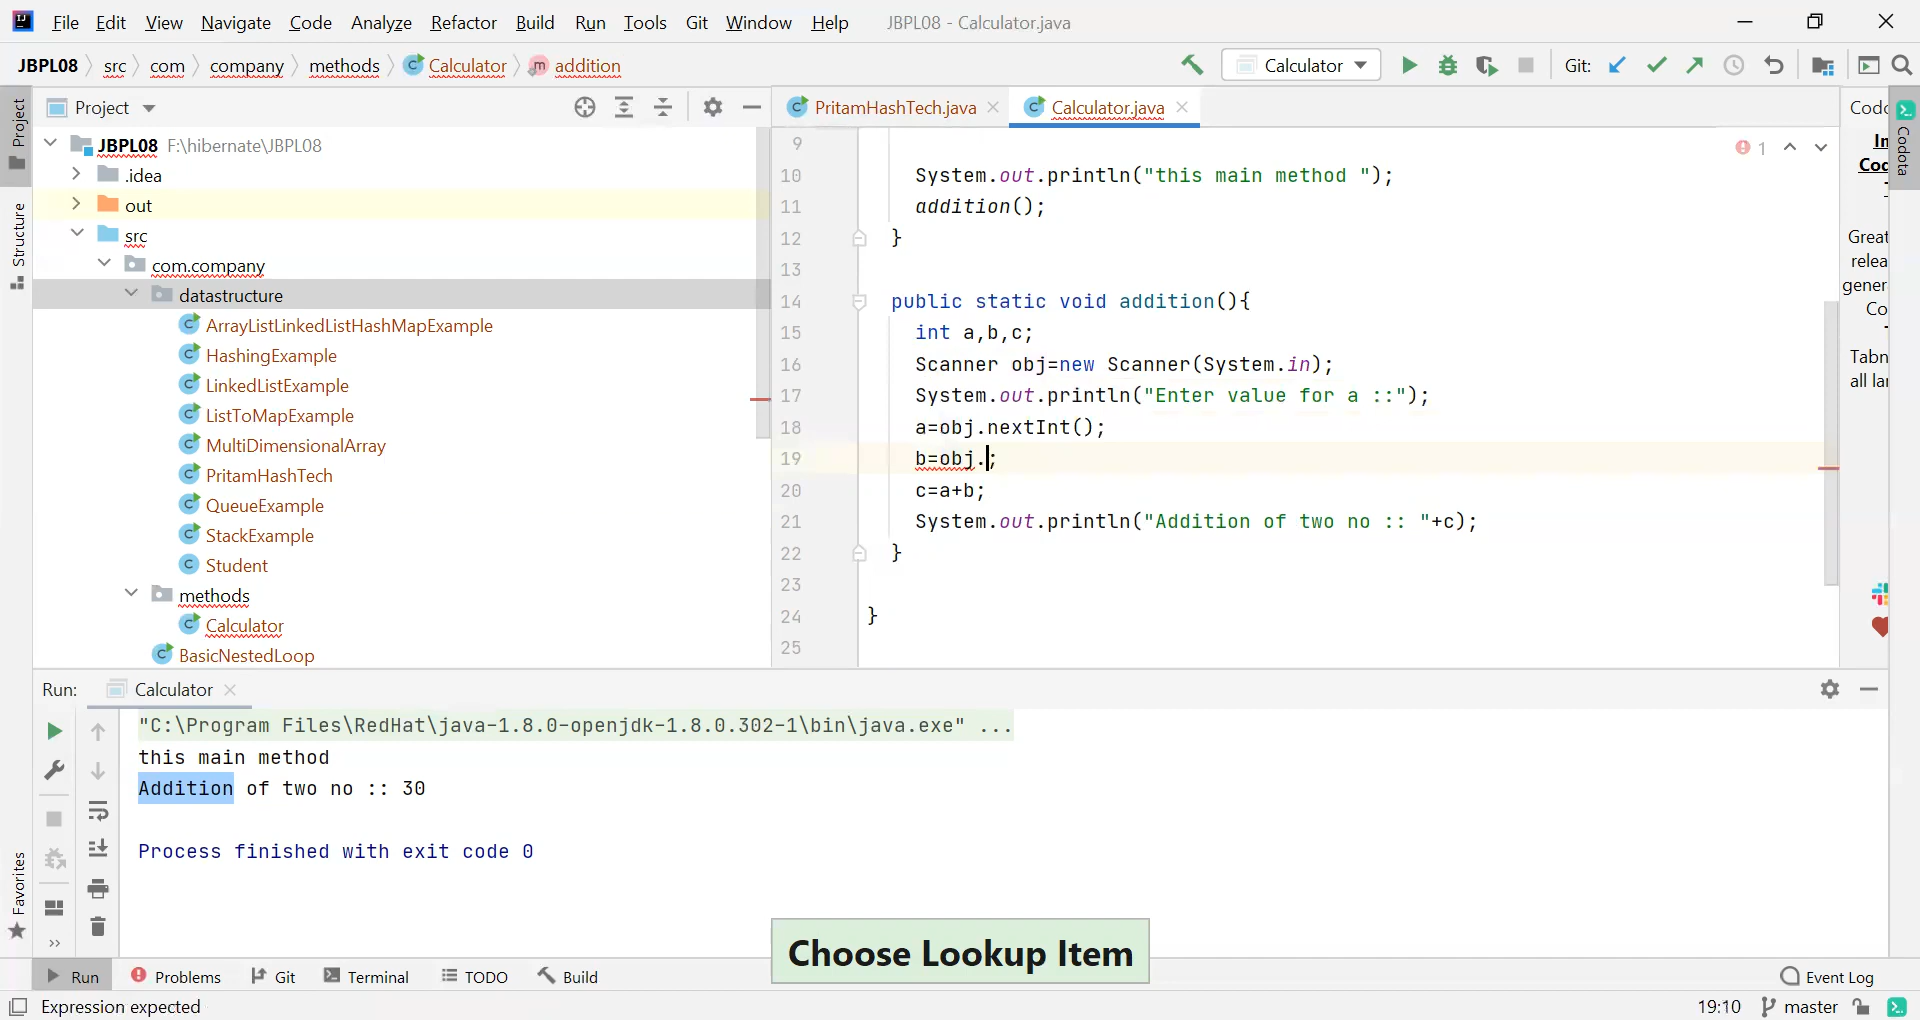 File Edit View Navigate Code Analyze Refactor Build Run Tools Git Window Help JBPL08 - Calculator.java
JBPL08 src com company methods Calculator addition Calculator Git:
Project PritamHashTech.java Calculator.java
Project
Structure
Favorites
JBPL08 F:\hibernate\JBPL08
.idea
out
src
com.company
datastructure
ArrayListLinkedListHashMapExample
HashingExample
LinkedListExample
ListToMapExample
MultiDimensionalArray
PritamHashTech
QueueExample
StackExample
Student
methods
Calculator
BasicNestedLoop
9
10 System.out.println("this main method ");
11 addition();
12 }
13
14 public static void addition(){
15 int a,b,c;
16 Scanner obj=new Scanner(System.in);
17 System.out.println("Enter value for a ::");
18 a=obj.nextInt();
19 b=obj.;
20 c=a+b;
21 System.out.println("Addition of two no :: "+c);
22 }
23
24 }
25
1
Codota
Run: Calculator
"C:\Program Files\RedHat\java-1.8.0-openjdk-1.8.0.302-1\bin\java.exe" ...
this main method
Addition of two no :: 30
Process finished with exit code 0
Choose Lookup Item
Run Problems Git Terminal TODO Build Event Log
Expression expected 19:10 master